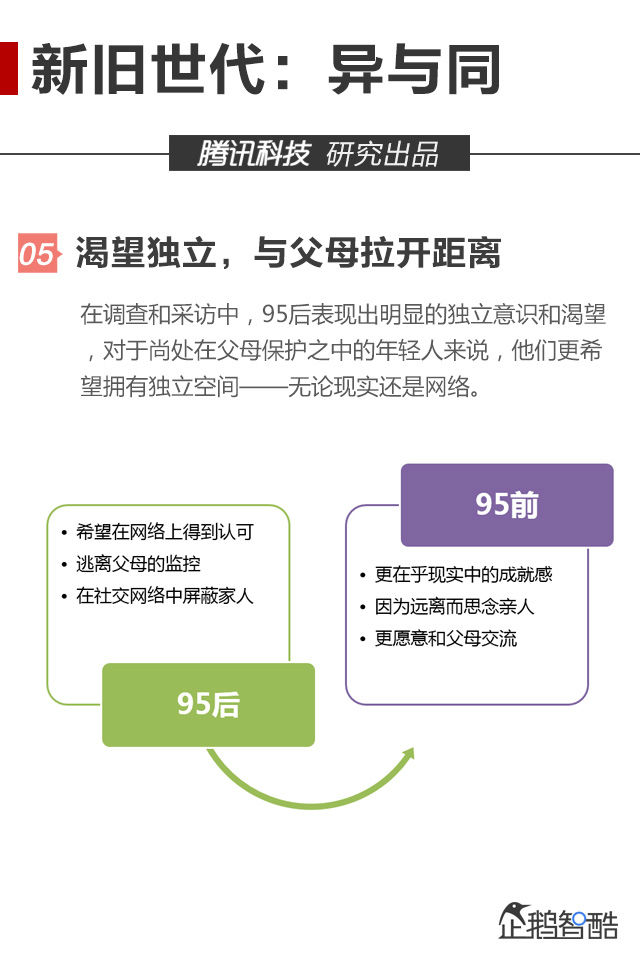 新旧世代：异与同
腾讯科技 研究出品
05 渴望独立，与父母拉开距离
在调查和采访中，95后表现出明显的独立意识和渴望
，对于尚处在父母保护之中的年轻人来说，他们更希
望拥有独立空间——无论现实还是网络。
• 希望在网络上得到认可
• 逃离父母的监控
• 在社交网络中屏蔽家人
95后
95前
• 更在乎现实中的成就感
• 因为远离而思念亲人
• 更愿意和父母交流
企鹅智酷